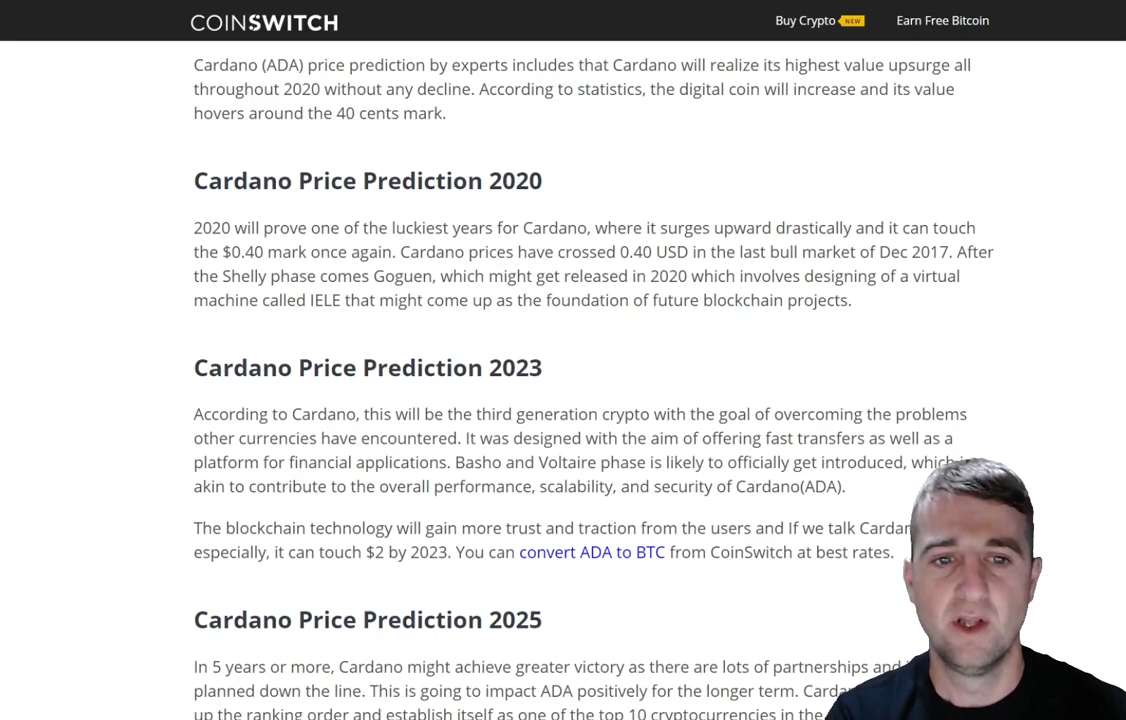 COINSWITCH
Buy Crypto NEW
Earn Free Bitcoin
Cardano (ADA) price prediction by experts includes that Cardano will realize its highest value upsurge all
throughout 2020 without any decline. According to statistics, the digital coin will increase and its value
hovers around the 40 cents mark.
Cardano Price Prediction 2020
2020 will prove one of the luckiest years for Cardano, where it surges upward drastically and it can touch
the $0.40 mark once again. Cardano prices have crossed 0.40 USD in the last bull market of Dec 2017. After
the Shelly phase comes Goguen, which might get released in 2020 which involves designing of a virtual
machine called IELE that might come up as the foundation of future blockchain projects.
Cardano Price Prediction 2023
According to Cardano, this will be the third generation crypto with the goal of overcoming the problems
other currencies have encountered. It was designed with the aim of offering fast transfers as well as a
platform for financial applications. Basho and Voltaire phase is likely to officially get introduced, which
akin to contribute to the overall performance, scalability, and security of Cardano(ADA).
The blockchain technology will gain more trust and traction from the users and If we talk
especially, it can touch $2 by 2023. You can convert ADA to BTC from CoinSwitch at best rates.
Cardano Price Prediction 2025
In 5 years or more, Cardano might achieve greater victory as there are lots of partnerships and
planned down the line. This is going to impact ADA positively for the longer term.
up the ranking order and establish itself as one of the top 10 cryptocurrencies in the